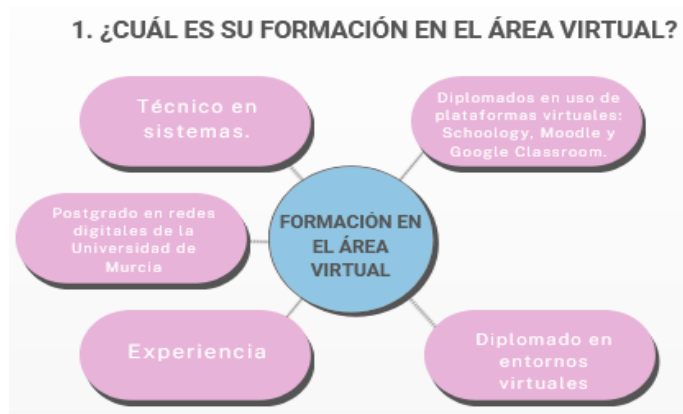 1. ¿CUÁL ES SU FORMACIÓN EN EL ÁREA VIRTUAL?
Técnico en
sistemas.
Diplomados en uso de
plataformas virtuales:
Schoology, Moodle y
Google Classroom.
Postgrado en redes
digitales de la
Universidad de
Murcia
FORMACIÓN EN
EL ÁREA
VIRTUAL
Experiencia
Diplomado en
entornos
virtuales